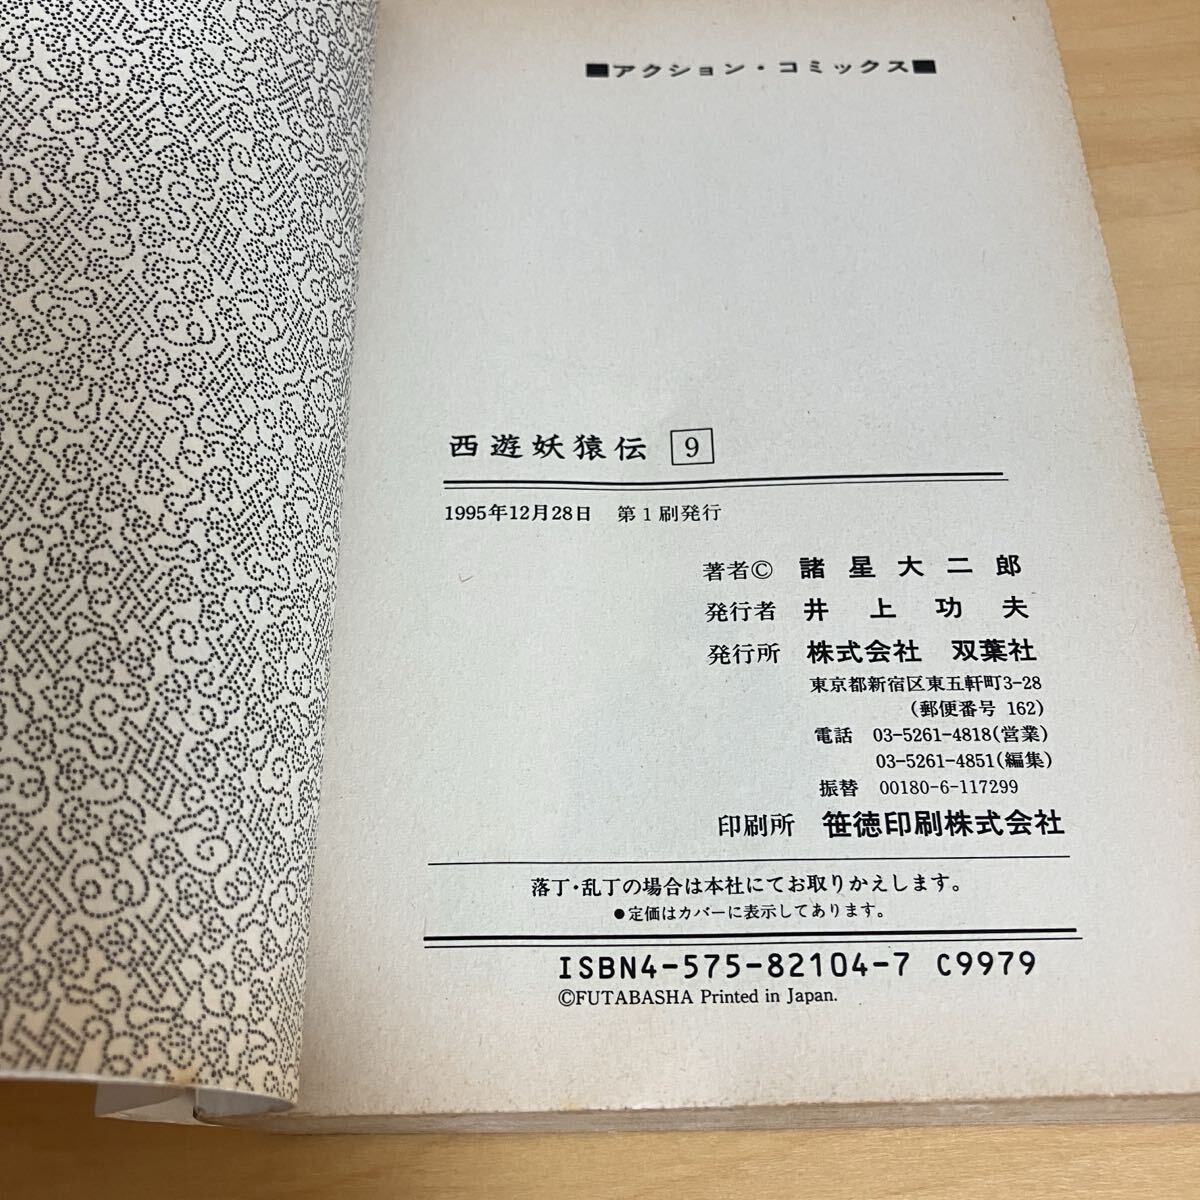 ■アクション・コミックス■
西遊妖猿伝 9
1995年12月28日 第1刷発行
著者© 諸星大二郎
発行者 井上功夫
発行所 株式会社 双葉社
東京都新宿区東五軒町3-28
(郵便番号 162)
電話 03-5261-4818(営業)
03-5261-4851(編集)
振替 00180-6-117299
印刷所 笹徳印刷株式会社
落丁・乱丁の場合は本社にてお取りかえします。
●定価はカバーに表示してあります。
ISBN4-575-82104-7 C9979
©FUTABASHA Printed in Japan.